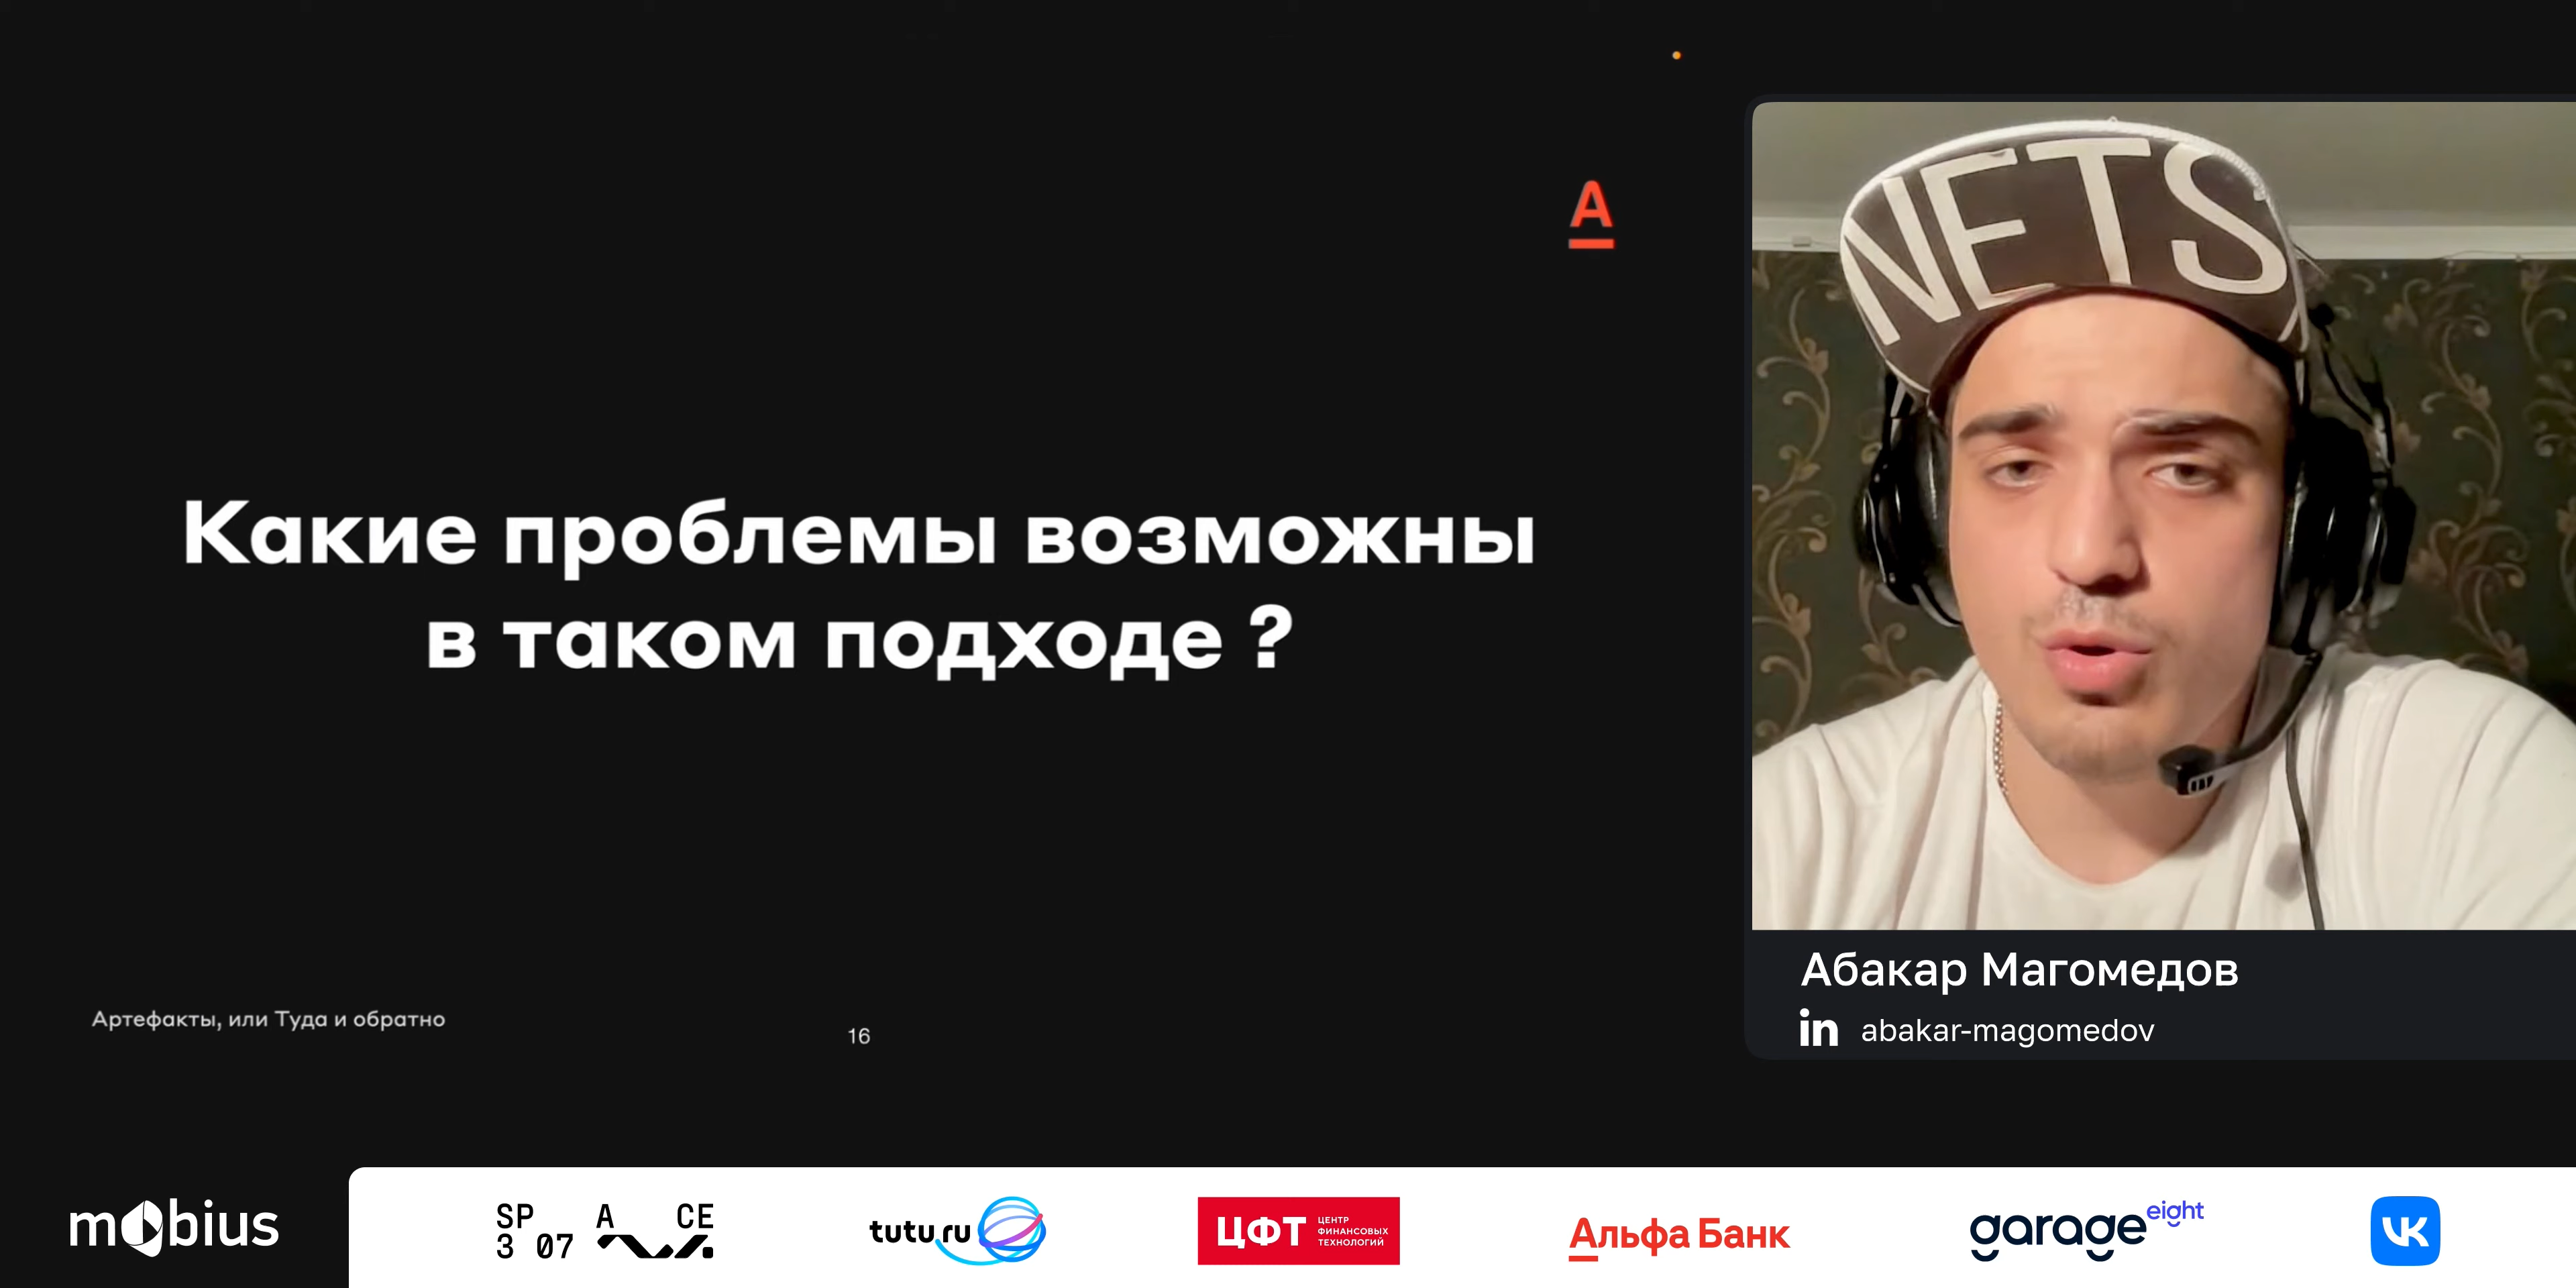 А
NETS
Какие проблемы возможны
в таком подходе ?
Абакар Магомедов
in abakar-magomedov
Артефакты, или Туда и обратно
16
mobius
SP A CE
3 07
tutu.ru
ЦФТ
ЦЕНТР
ФИНАНСОВЫХ
ТЕХНОЛОГИЙ
Альфа Банк
garage eight
VK